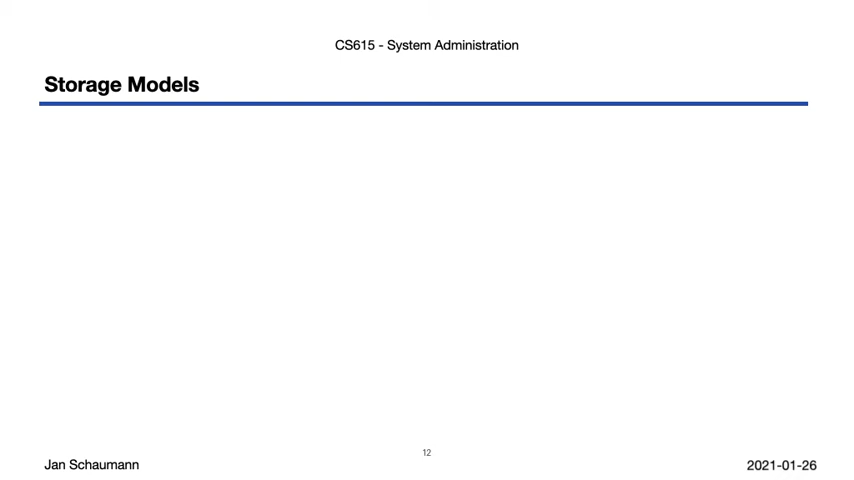 CS615 - System Administration
Storage Models
12
Jan Schaumann
2021-01-26